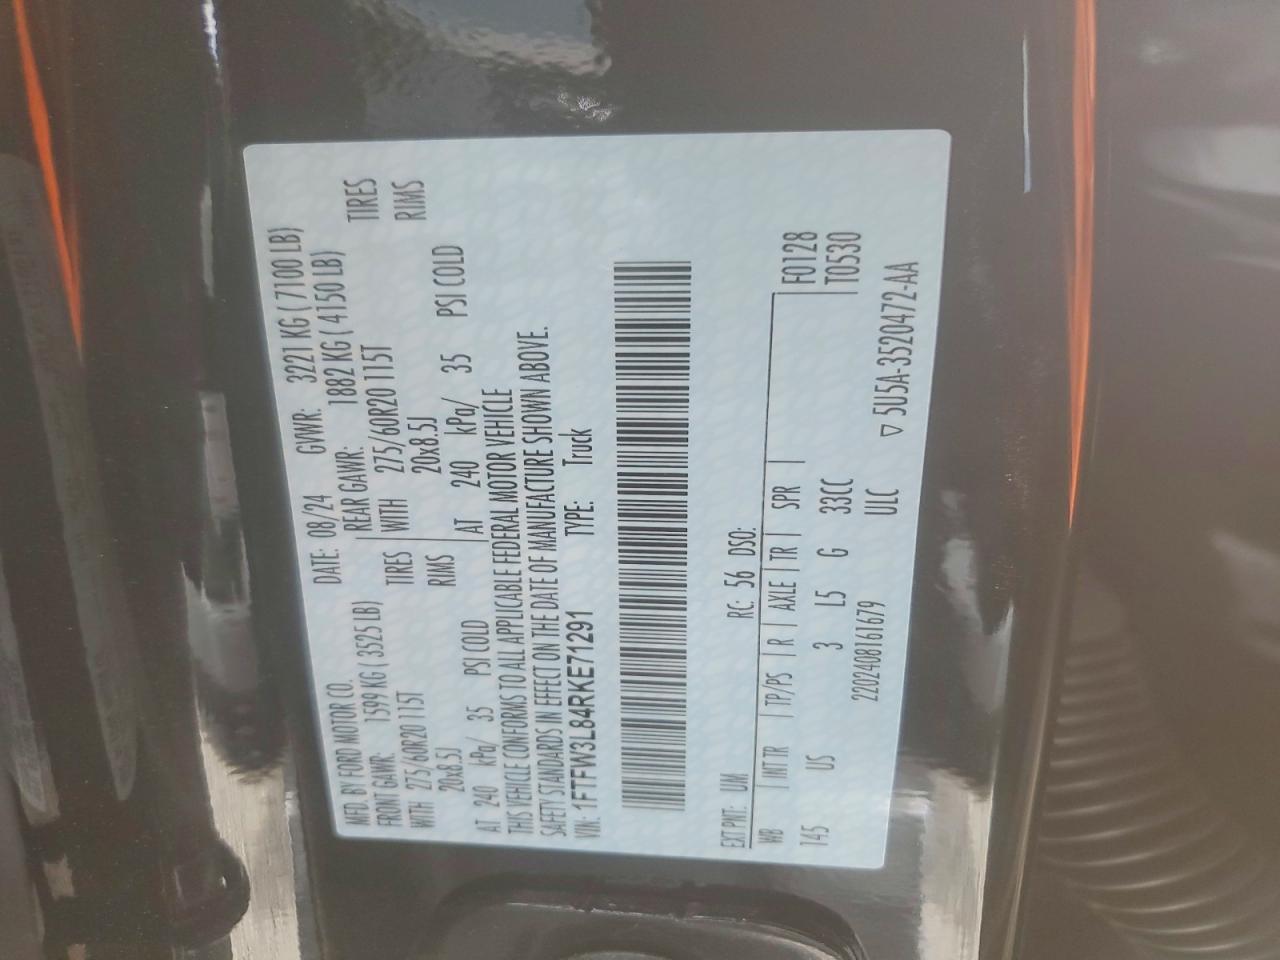 MFD. BY FORD MOTOR CO.
DATE: 08/24 GVWR: 3221 KG ( 7100 LB)
FRONT GAWR: 1599 KG ( 3525 LB) REAR GAWR: 1882 KG ( 4150 LB)
WITH 275/60R20 115T TIRES WITH 275/60R20 115T TIRES
20x8.5J RIMS 20x8.5J RIMS
AT 240 kPa/ 35 PSI COLD AT 240 kPa/ 35 PSI COLD
THIS VEHICLE CONFORMS TO ALL APPLICABLE FEDERAL MOTOR VEHICLE
SAFETY STANDARDS IN EFFECT ON THE DATE OF MANUFACTURE SHOWN ABOVE.
VIN: 1FTFW3L84RKE71291 TYPE: Truck
EXT PNT: UM RC: 56 DSO:
WB INT TR TP/PS R AXLE TR SPR F0128
145 US 3 L5 G 33CC T0530
2202408161679 ULC
▽ 5U5A-3520472-AA